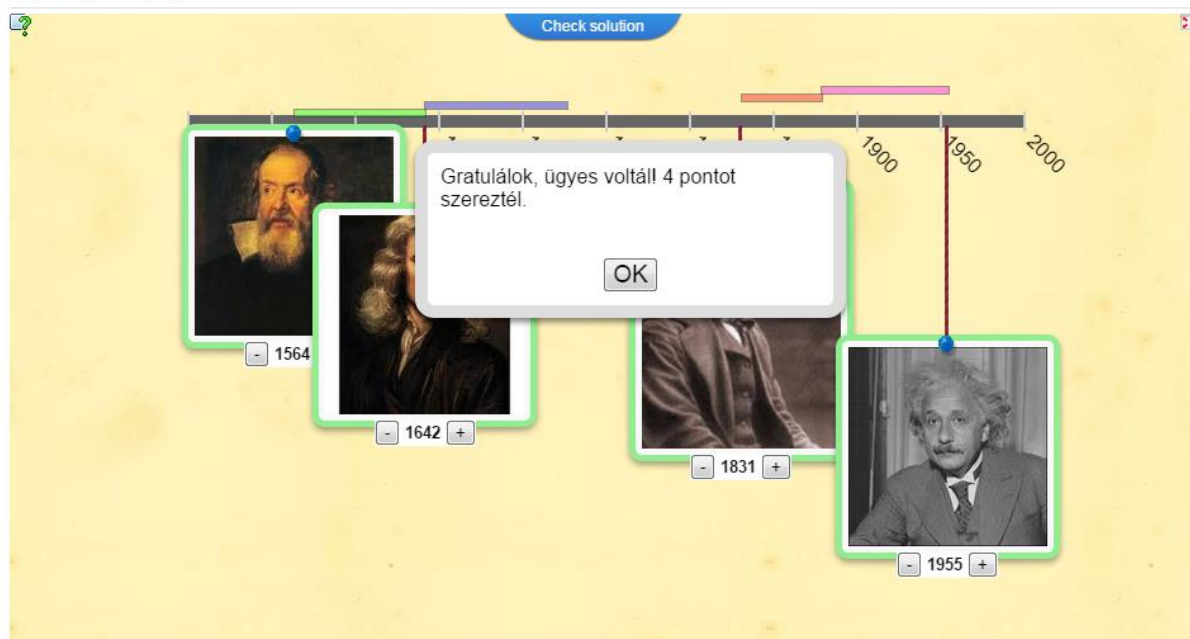 Check solution
1900
1950
2000
Gratulálok, ügyes voltál! 4 pontot
szereztél.
OK
- 1564
- 1642 +
- 1831 +
- 1955 +